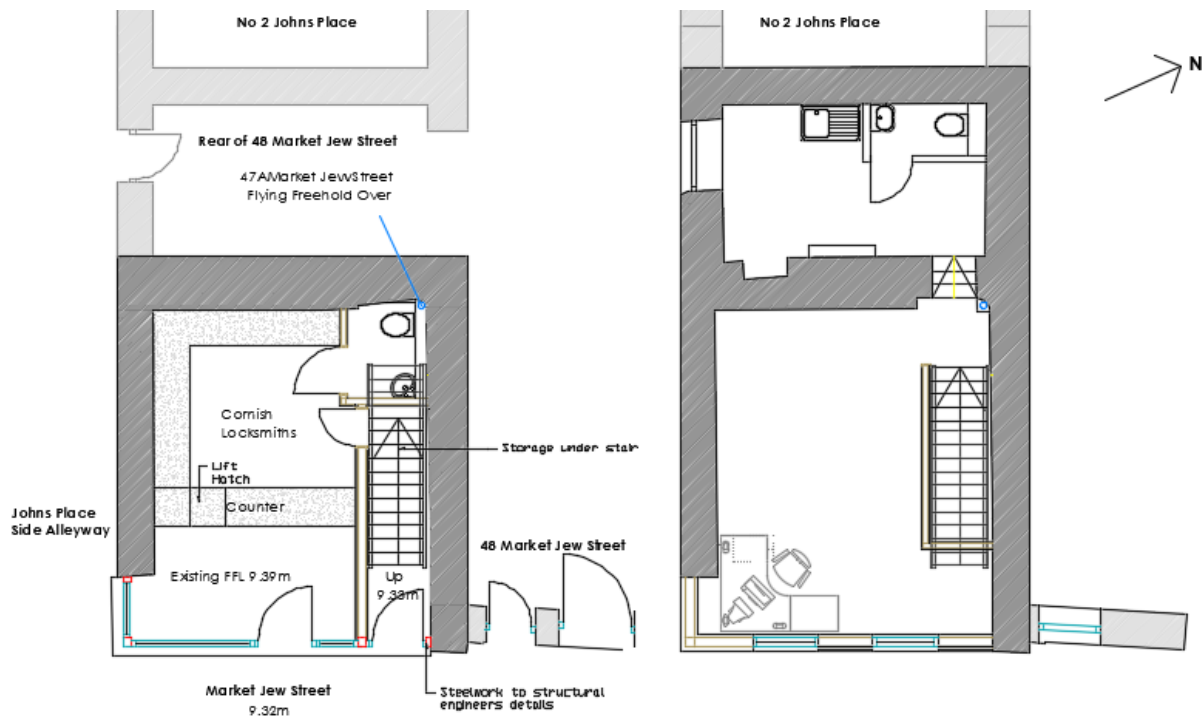 No 2 Johns Place
No 2 Johns Place
N
Rear of 48 Market Jew Street
47AMarket JewStreet
Flying Freehold Over
Cornish
Locksmiths
Storage under stair
Lift
Hatch
Counter
Johns Place
Side Alleyway
48 Market Jew Street
Existing FFL 9.39m
Up
9.33m
Market Jew Street
9.32m
Steelwork to structural
engineers details